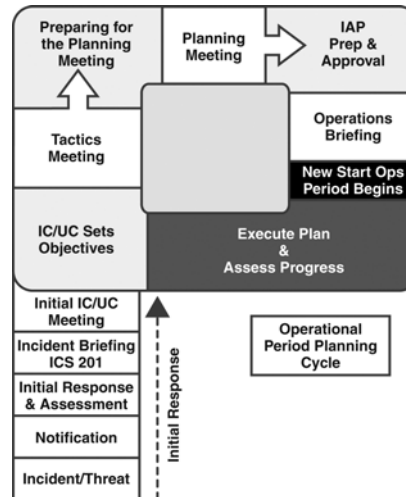 Preparing for
the Planning
Meeting
Planning
Meeting
IAP
Prep &
Approval
Tactics
Meeting
Operations
Briefing
New Start Ops
Period Begins
IC/UC Sets
Objectives
Execute Plan
&
Assess Progress
Initial IC/UC
Meeting
Incident Briefing
ICS 201
Initial Response
& Assessment
Notification
Incident/Threat
Initial Response
Operational
Period Planning
Cycle